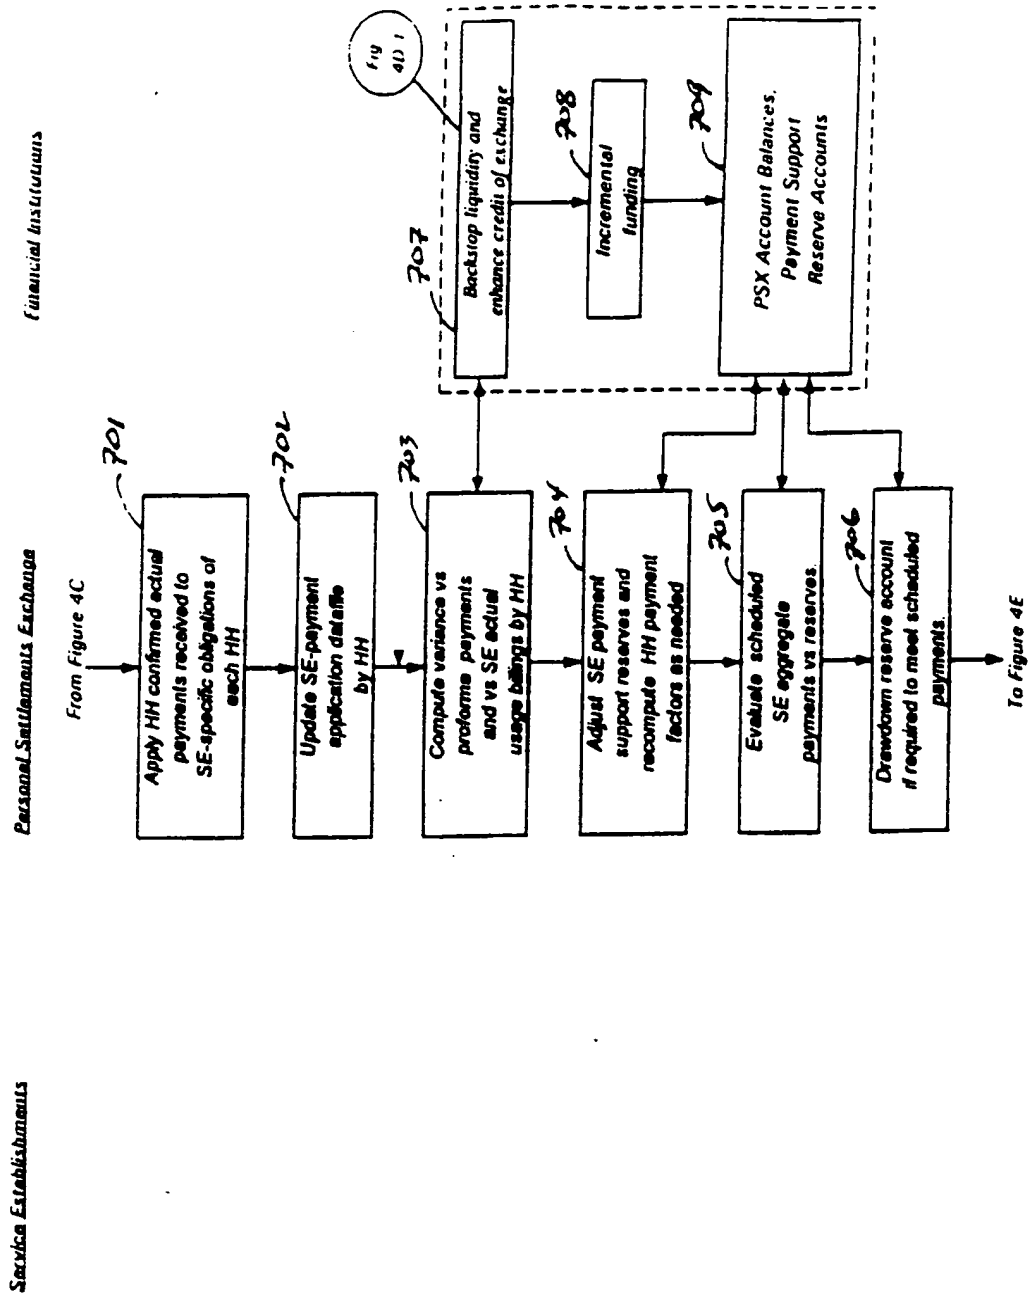 Service Establishments
Personal Settlements Exchange
Financial Institutions
From Figure 4C
701
Apply HH confirmed actual
payments received to
SE-specific obligations of
each HH
702
Update SE-payment
application datafile
by HH
703
Compute variance vs
proforma payments
and vs SE actual
usage billings by HH
704
Adjust SE payment
support reserves and
recompute HH payment
factors as needed
705
Evaluate scheduled
SE aggregate
payments vs reserves.
706
Drawdown reserve account
if required to meet scheduled
payments.
To Figure 4E
Fig
4D 1
707
Backstop liquidity and
enhance credit of exchange
708
Incremental
funding
709
PSX Account Balances,
Payment Support
Reserve Accounts